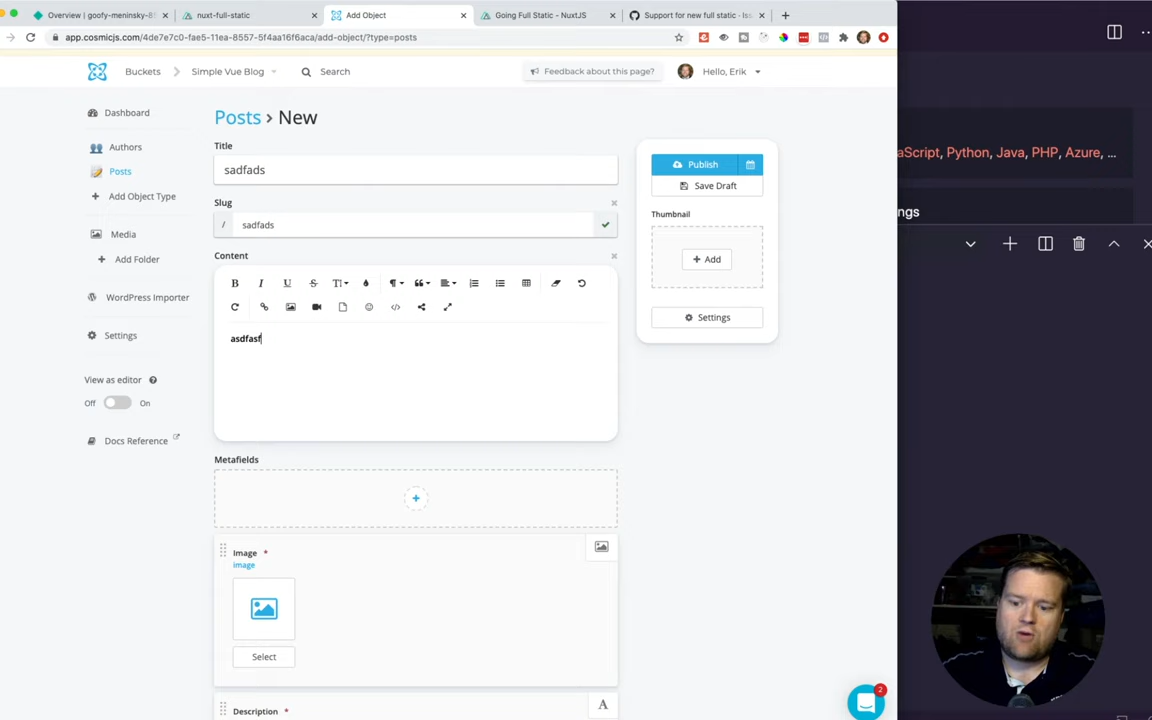 Overview | goofy-meninsky-8
nuxt-full-static
Add Object
Going Full Static - NuxtJS
Support for new full static · Iss
app.cosmicjs.com/4de7e7c0-fae5-11ea-8557-5f4aa16f6aca/add-object/?type=posts
Buckets
Simple Vue Blog
Search
Feedback about this page?
Hello, Erik
Dashboard
Authors
Posts
Add Object Type
Media
Add Folder
WordPress Importer
Settings
View as editor
Off
On
Docs Reference
Posts > New
Title
sadfads
Slug
/ sadfads
Content
asdfasf
Metafields
Image *
image
Select
Description *
A
Publish
Save Draft
Thumbnail
+ Add
Settings
2
aScript, Python, Java, PHP, Azure, ...
ngs